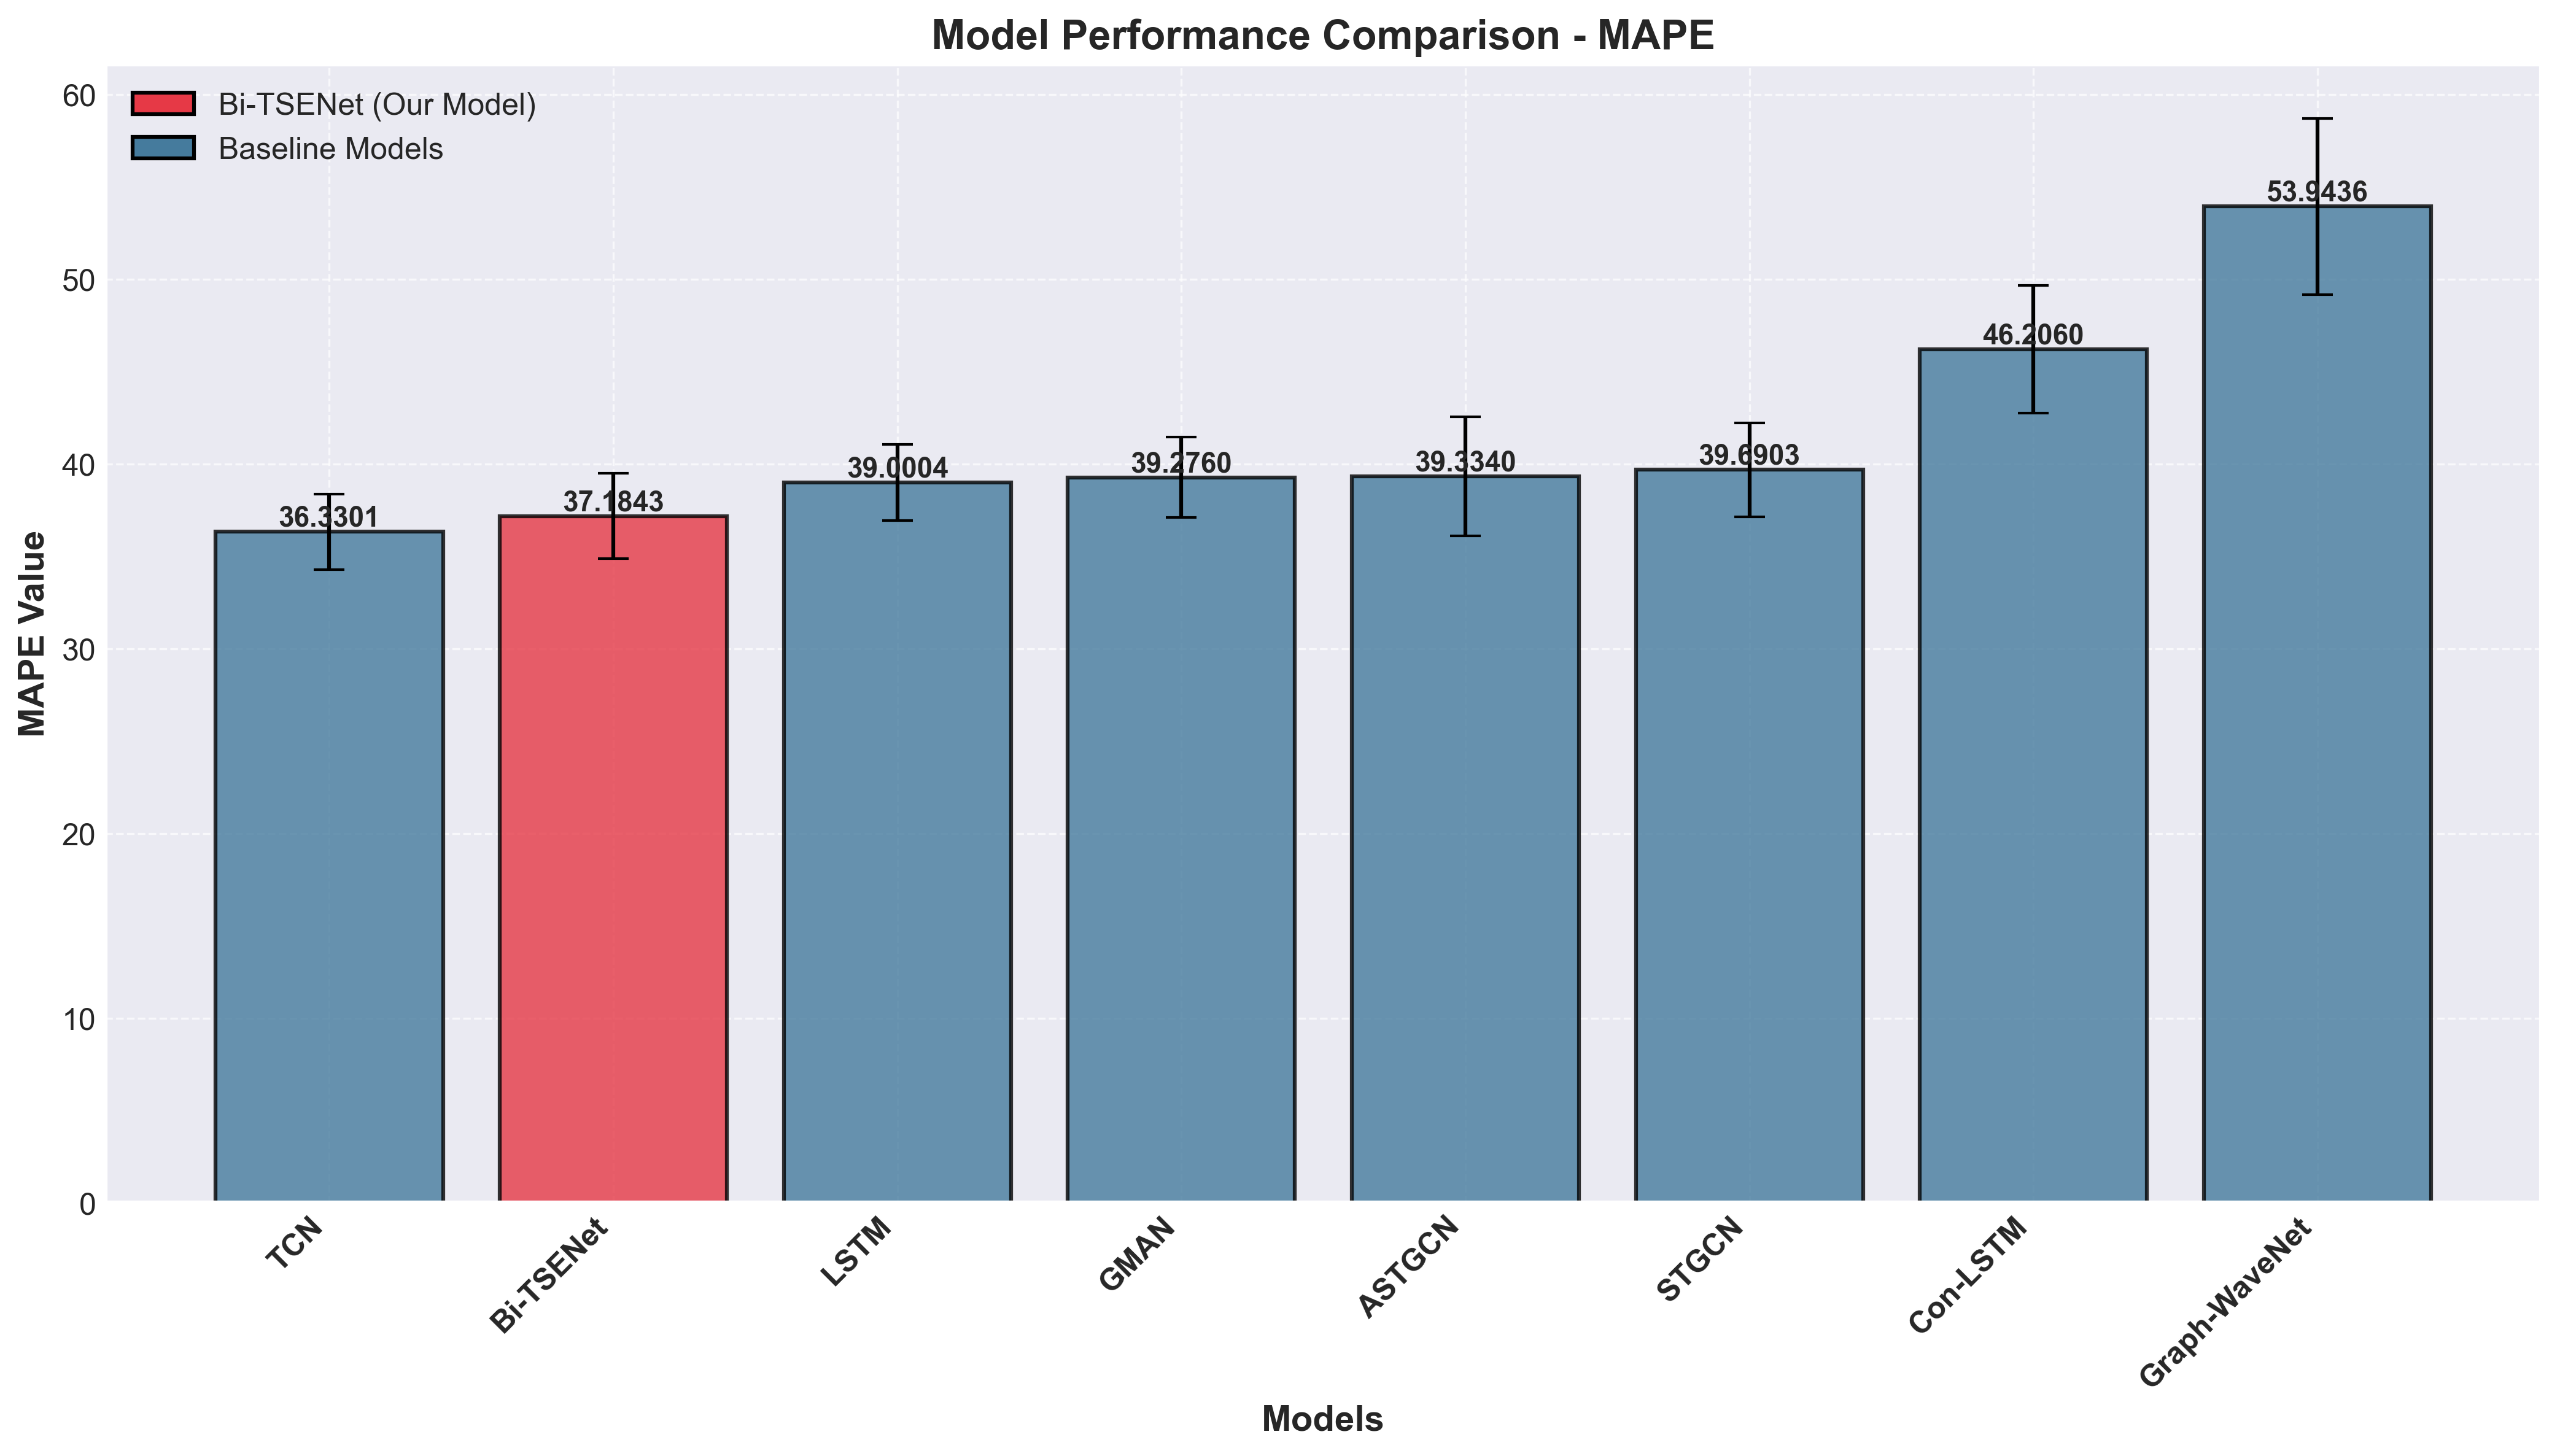 Model Performance Comparison - MAPE
Bi-TSENet (Our Model)
Baseline Models
MAPE Value
60
50
40
30
20
10
0
36.3301
37.1843
39.0004
39.2760
39.3340
39.6903
46.2060
53.9436
TCN
Bi-TSENet
LSTM
GMAN
ASTGCN
STGCN
Con-LSTM
Graph-WaveNet
Models